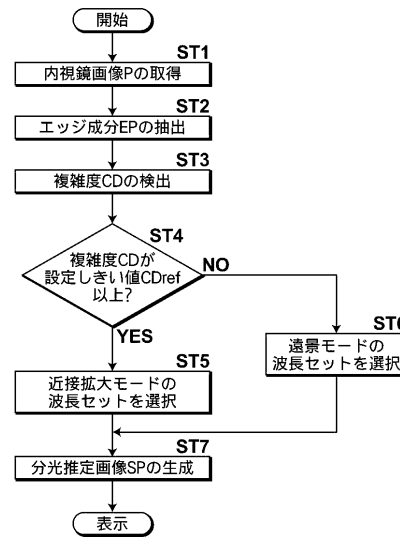 開始
ST1
内視鏡画像Pの取得
ST2
エッジ成分EPの抽出
ST3
複雑度CDの検出
ST4
複雑度CDが
設定しきい値CDref
以上?
NO
YES
ST6
遠景モードの
波長セットを選択
ST5
近接拡大モードの
波長セットを選択
ST7
分光推定画像SPの生成
表示